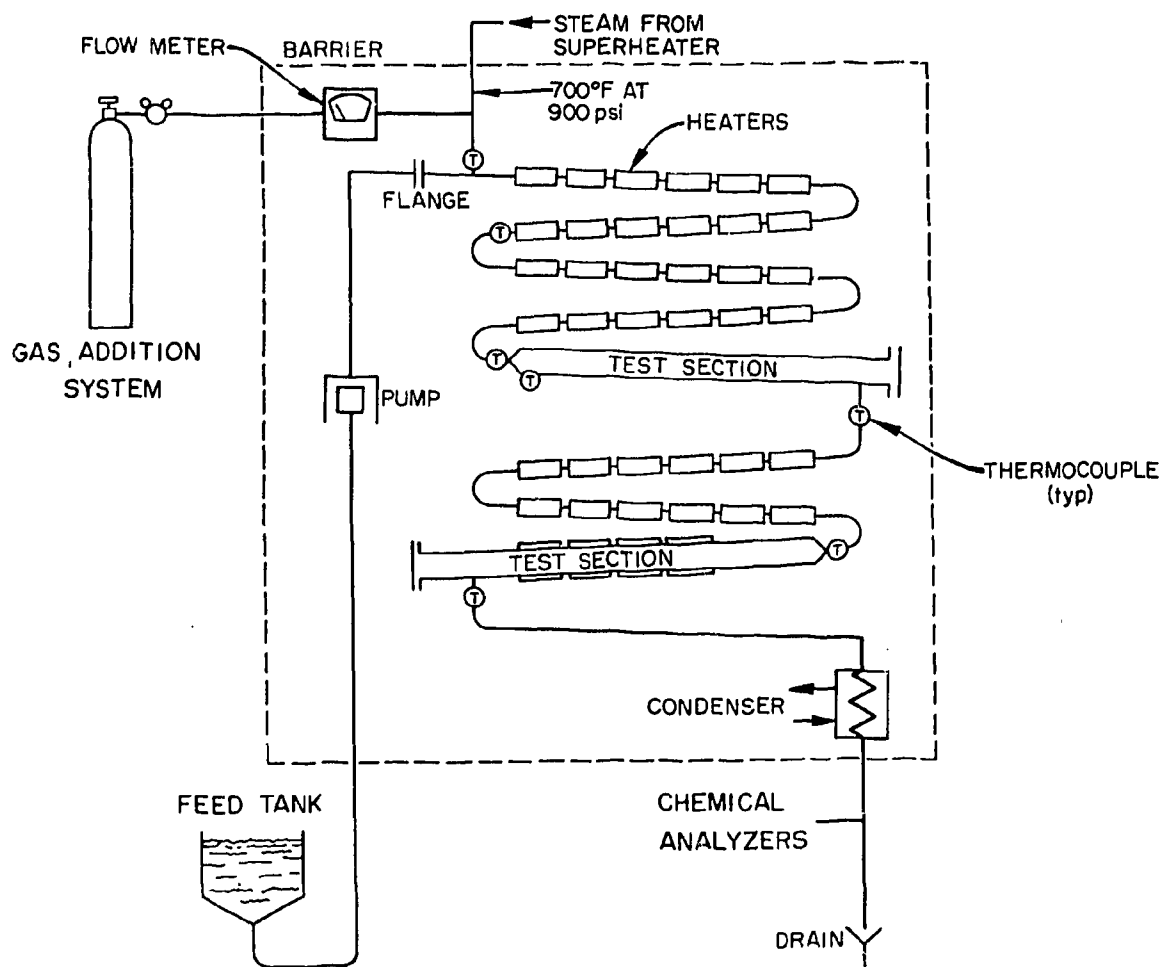 STEAM FROM
SUPERHEATER
FLOW METER
BARRIER
700°F AT
900 psi
HEATERS
T
FLANGE
T
GAS, ADDITION
SYSTEM
T
TEST SECTION
T
PUMP
T
THERMOCOUPLE
(typ)
TEST SECTION
T
T
CONDENSER
FEED TANK
CHEMICAL
ANALYZERS
DRAIN